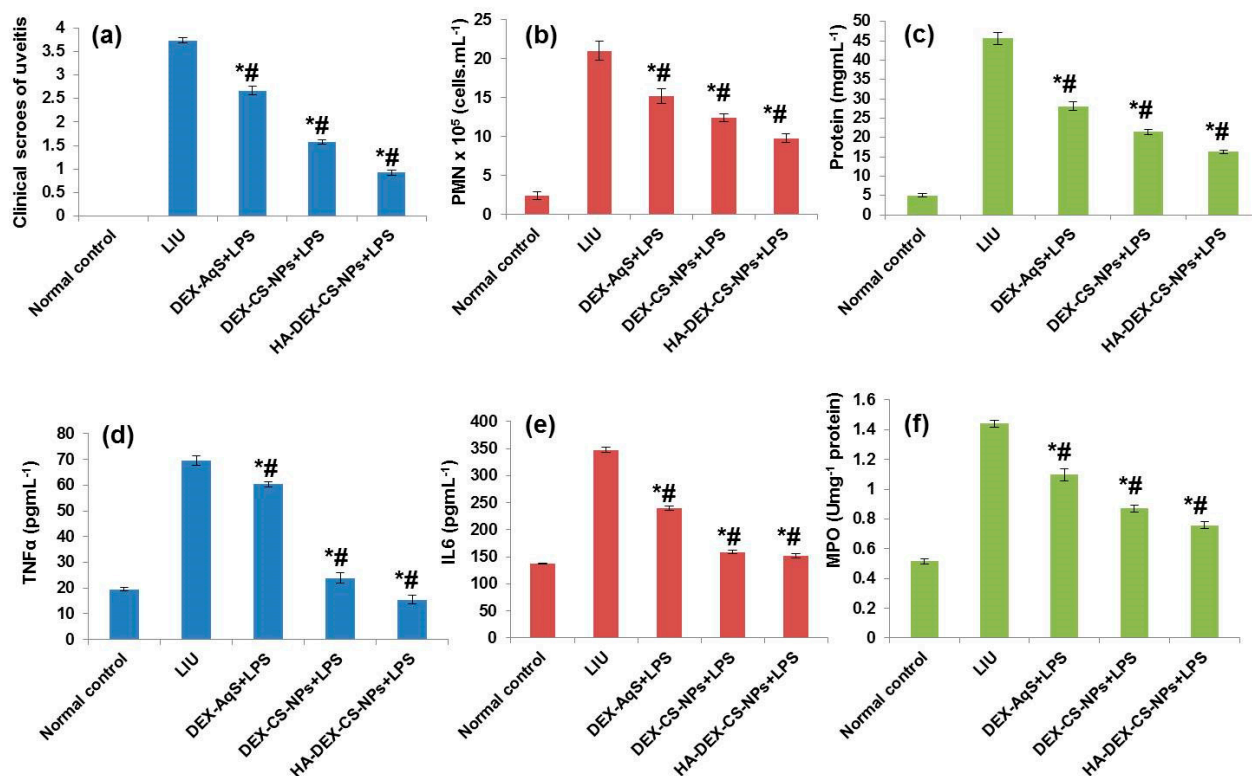 (a)
Clinical scroes of uveitis
4
3.5
3
2.5
2
1.5
1
0.5
0
*#
*#
*#
Normal control
LIU
DEX-AqS+LPS
DEX-CS-NPs+LPS
HA-DEX-CS-NPs+LPS
(b)
PMN x 10⁵ (cells.mL⁻¹)
25
20
15
10
5
0
*#
*#
*#
Normal control
LIU
DEX-AqS+LPS
DEX-CS-NPs+LPS
HA-DEX-CS-NPs+LPS
(c)
Protein (mgmL⁻¹)
50
45
40
35
30
25
20
15
10
5
0
*#
*#
*#
Normal control
LIU
DEX-AqS+LPS
DEX-CS-NPs+LPS
HA-DEX-CS-NPs+LPS
(d)
TNFα (pgmL⁻¹)
80
70
60
50
40
30
20
10
0
*#
*#
*#
Normal control
LIU
DEX-AqS+LPS
DEX-CS-NPs+LPS
HA-DEX-CS-NPs+LPS
(e)
IL6 (pgmL⁻¹)
400
350
300
250
200
150
100
50
0
*#
*#
*#
Normal control
LIU
DEX-AqS+LPS
DEX-CS-NPs+LPS
HA-DEX-CS-NPs+LPS
(f)
MPO (Umg⁻¹ protein)
1.6
1.4
1.2
1
0.8
0.6
0.4
0.2
0
*#
*#
*#
Normal control
LIU
DEX-AqS+LPS
DEX-CS-NPs+LPS
HA-DEX-CS-NPs+LPS